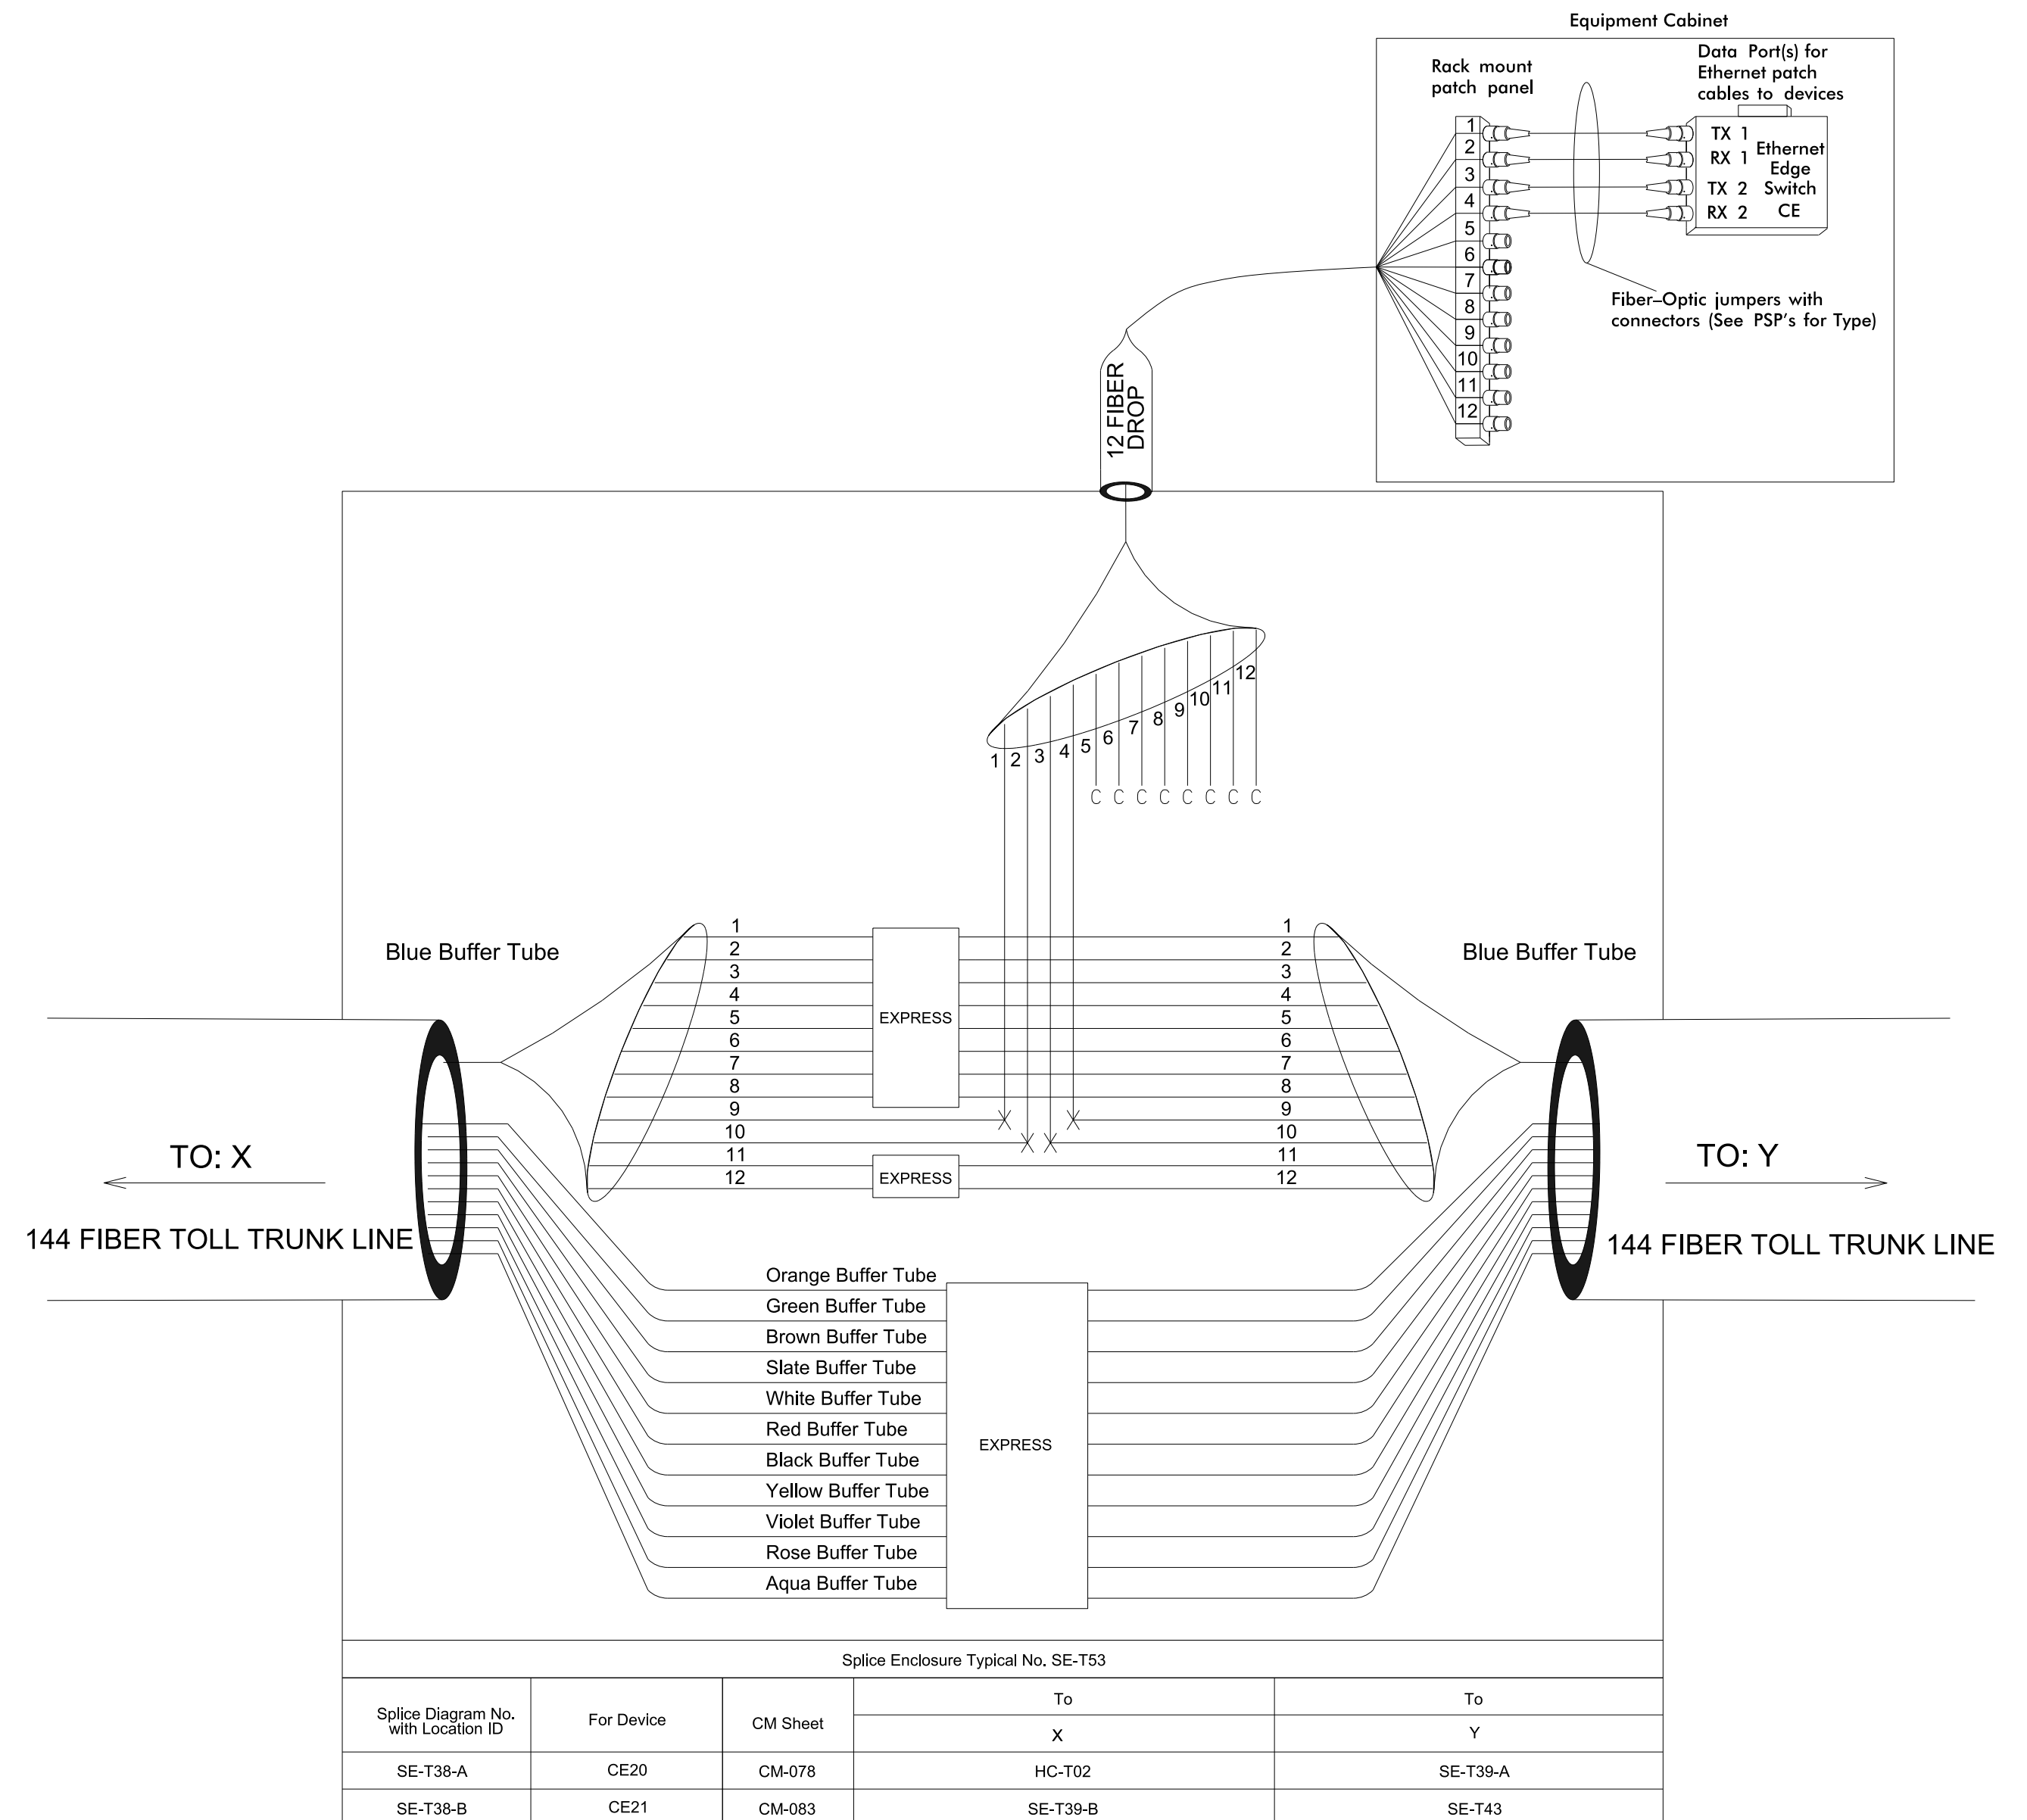 Equipment Cabinet
Rack mount
patch panel
Data Port(s) for
Ethernet patch
cables to devices
1
2
3
4
5
6
7
8
9
10
11
12
TX 1
RX 1
TX 2
RX 2
Ethernet
Edge
Switch
CE
Fiber–Optic jumpers with
connectors (See PSP's for Type)
12 FIBER
DROP
1
2
3
4
5
6
7
8
9
10
11
12
C C C C C C C C
Blue Buffer Tube
1
2
3
4
5
6
7
8
9
10
11
12
EXPRESS
EXPRESS
1
2
3
4
5
6
7
8
9
10
11
12
Blue Buffer Tube
TO: X
144 FIBER TOLL TRUNK LINE
TO: Y
144 FIBER TOLL TRUNK LINE
Orange Buffer Tube
Green Buffer Tube
Brown Buffer Tube
Slate Buffer Tube
White Buffer Tube
Red Buffer Tube
Black Buffer Tube
Yellow Buffer Tube
Violet Buffer Tube
Rose Buffer Tube
Aqua Buffer Tube
EXPRESS
Splice Enclosure Typical No. SE-T53
Splice Diagram No.
with Location ID
For Device
CM Sheet
To
X
To
Y
SE-T38-A CE20 CM-078 HC-T02 SE-T39-A
SE-T38-B CE21 CM-083 SE-T39-B SE-T43